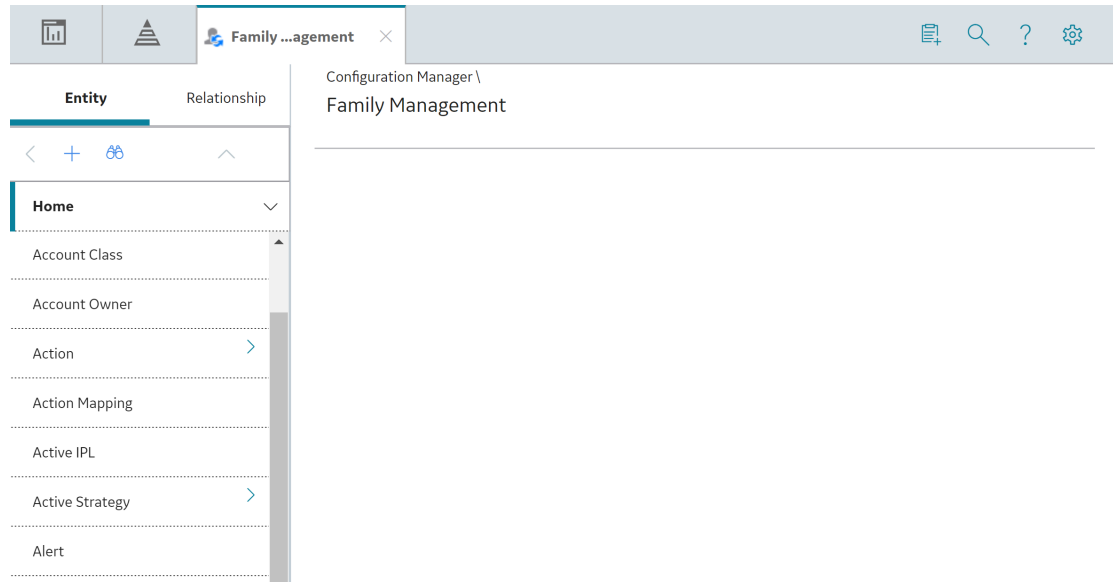 Family ...agement
Entity
Relationship
Configuration Manager \
Family Management
Home
Account Class
Account Owner
Action
Action Mapping
Active IPL
Active Strategy
Alert